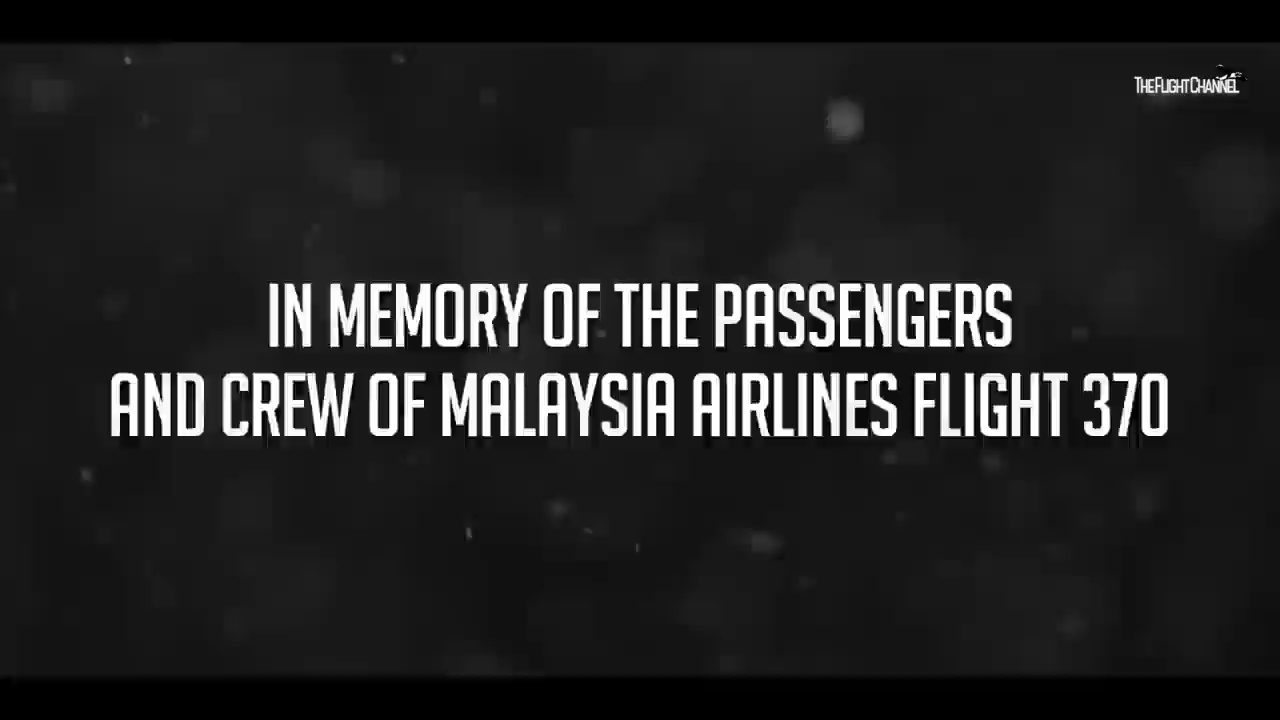 THEFLIGHTCHANNEL
IN MEMORY OF THE PASSENGERS
AND CREW OF MALAYSIA AIRLINES FLIGHT 370